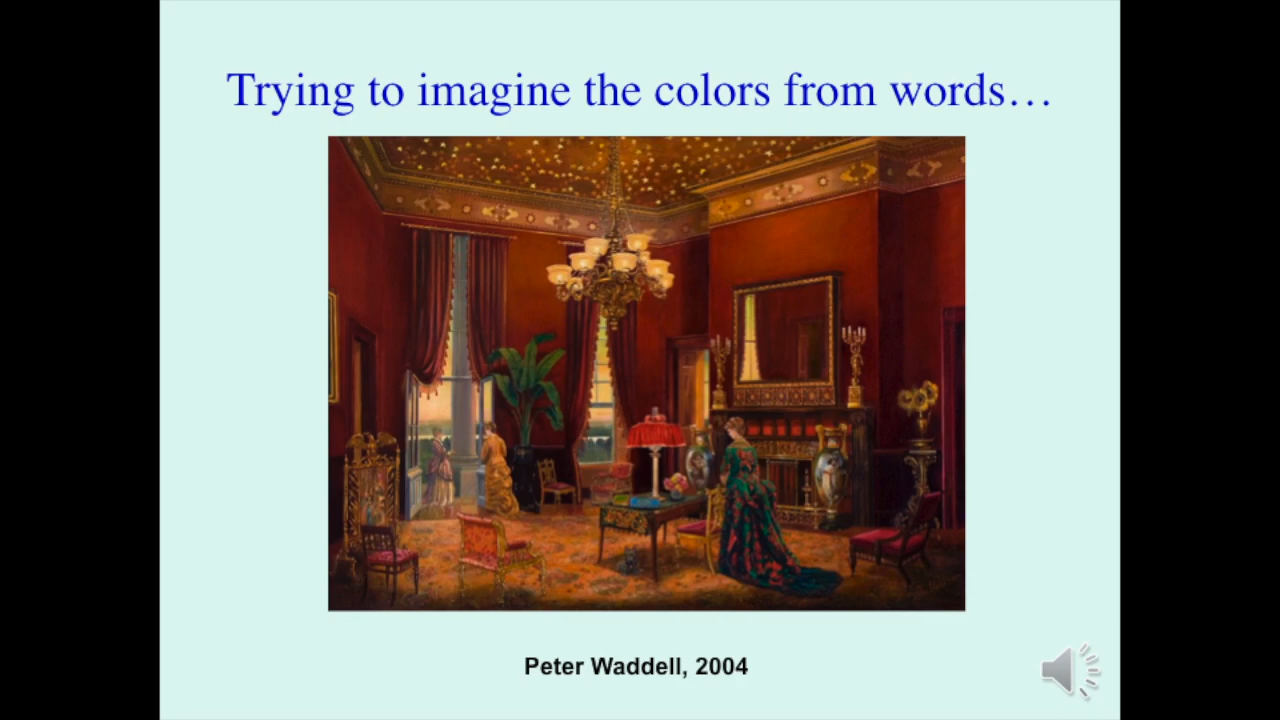 Trying to imagine the colors from words…
Peter Waddell, 2004